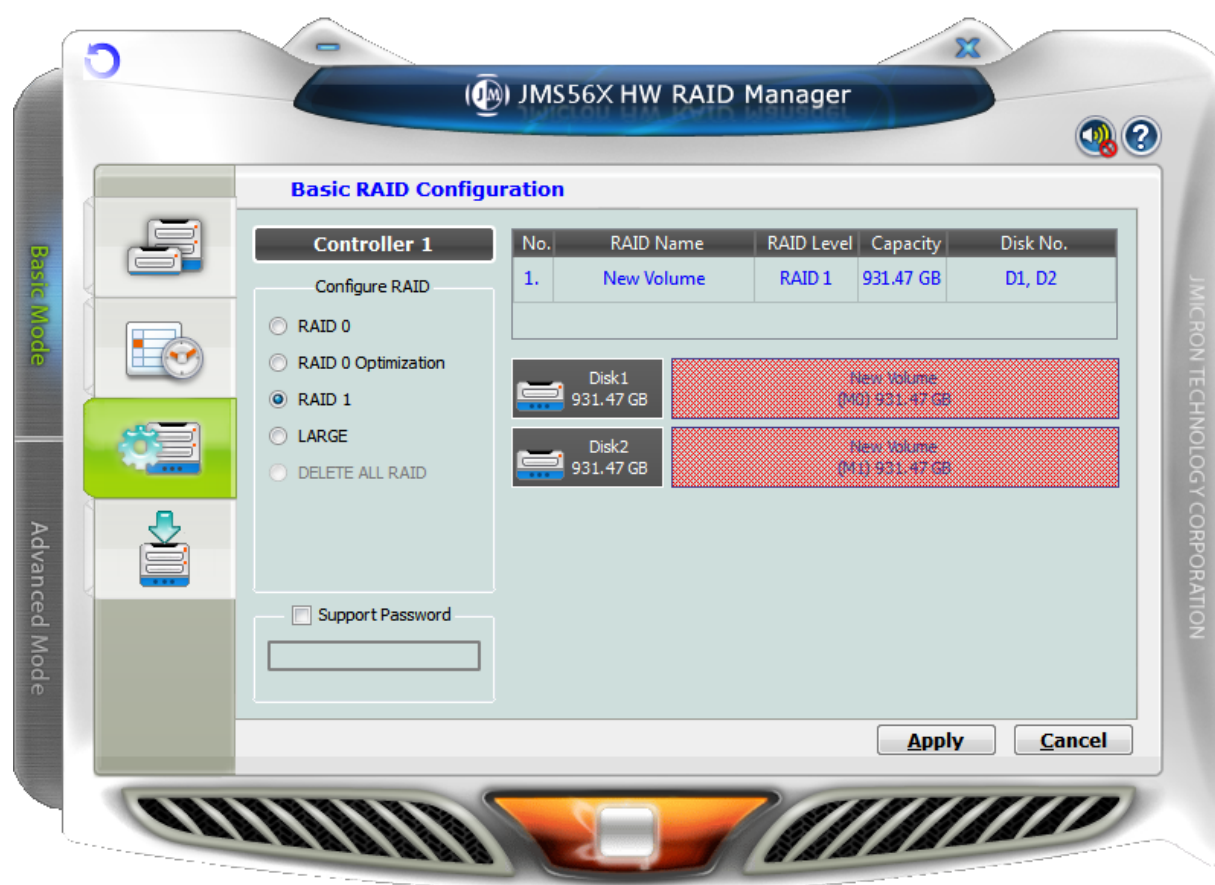 JMS56X HW RAID Manager
Basic RAID Configuration
Basic Mode
Advanced Mode
Controller 1
Configure RAID
RAID 0
RAID 0 Optimization
RAID 1
LARGE
DELETE ALL RAID
Support Password
No. RAID Name RAID Level Capacity Disk No.
1. New Volume RAID 1 931.47 GB D1, D2
Disk1
931.47 GB
New Volume
(M0) 931.47 GB
Disk2
931.47 GB
New Volume
(M1) 931.47 GB
Apply Cancel
JMICRON TECHNOLOGY CORPORATION